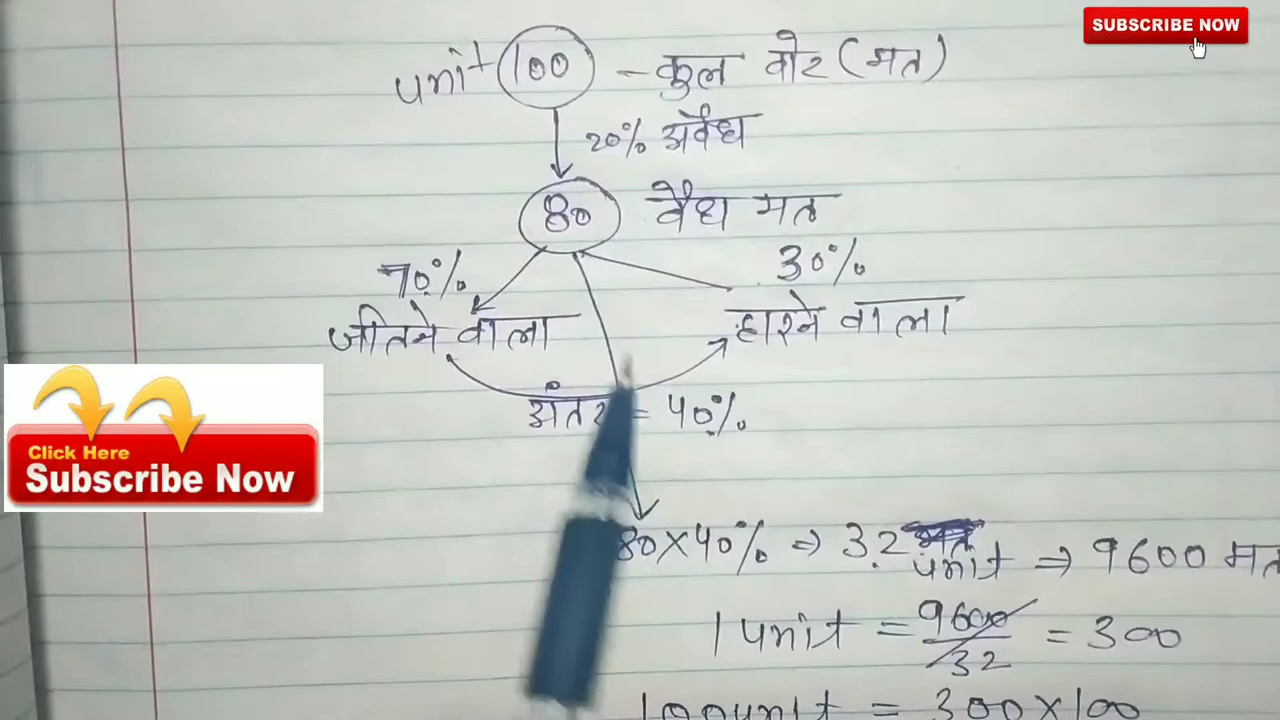 SUBSCRIBE NOW
unit 100 - कुल वोट (मत)
20% अवैध
80 वैध मत
70% 30%
जीतने वाला हारने वाला
अंतर = 40%
Click Here
Subscribe Now
80×40% ⇒ 32 unit ⇒ 9600 मत
1 unit = 9600/32 = 300
100 unit = 300×100